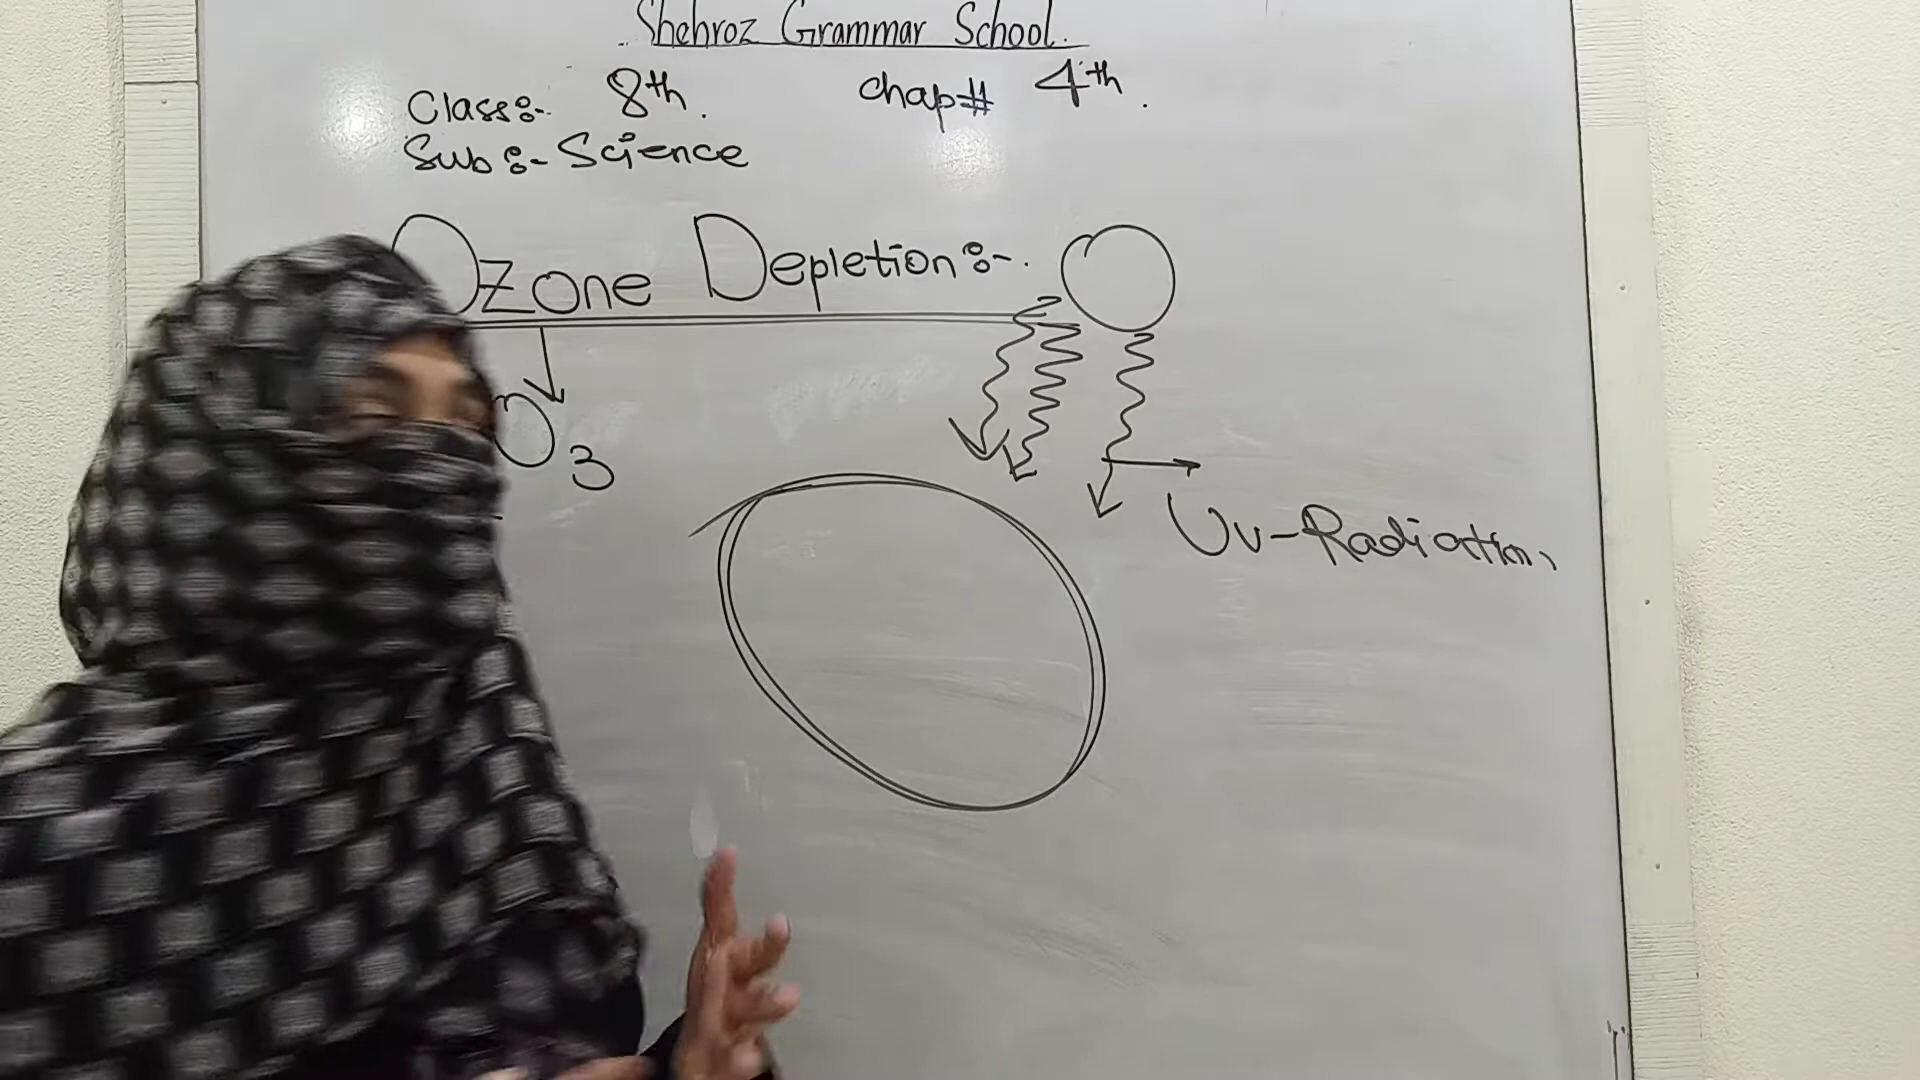 Shehroz Grammar School.
Class:- 8th. chap# 4th.
Sub:- Science
Ozone Depletion:-.
O3
Uv-Radiation,